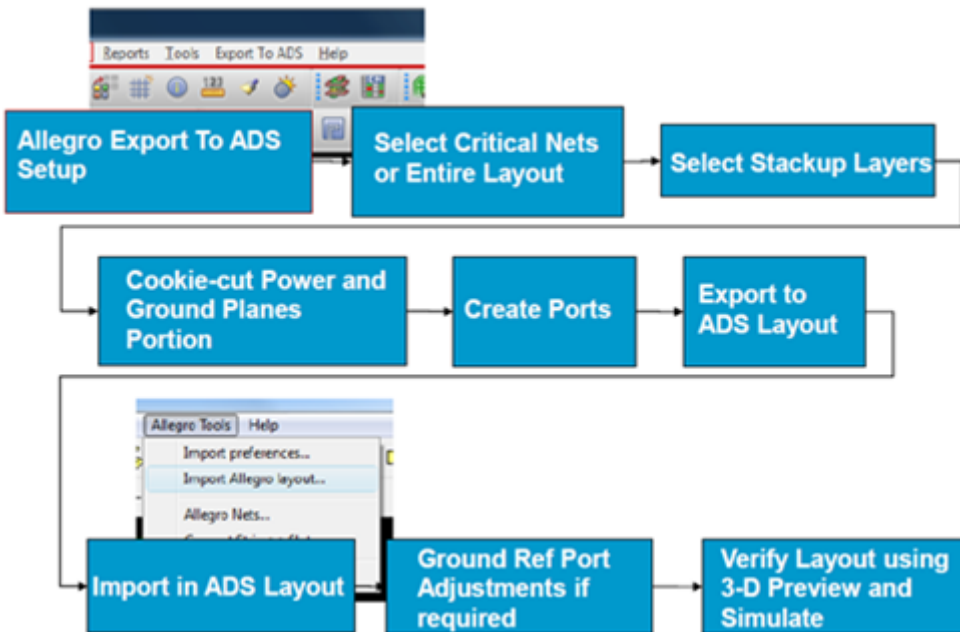 Reports Tools Export To ADS Help
Allegro Export To ADS
Setup
Select Critical Nets
or Entire Layout
Select Stackup Layers
Cookie-cut Power and
Ground Planes
Portion
Create Ports
Export to
ADS Layout
Allegro Tools Help
Import preferences...
Import Allegro layout...
Allegro Nets...
Import in ADS Layout
Ground Ref Port
Adjustments if
required
Verify Layout using
3-D Preview and
Simulate